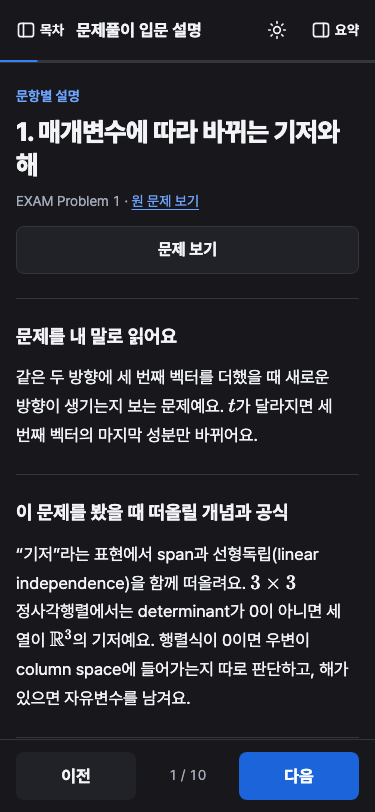 목차 문제풀이 입문 설명 요약
문항별 설명
1. 매개변수에 따라 바뀌는 기저와
해
EXAM Problem 1 · 원 문제 보기
문제 보기
문제를 내 말로 읽어요
같은 두 방향에 세 번째 벡터를 더했을 때 새로운
방향이 생기는지 보는 문제예요. t가 달라지면 세
번째 벡터의 마지막 성분만 바뀌어요.
이 문제를 봤을 때 떠올릴 개념과 공식
“기저”라는 표현에서 span과 선형독립(linear
independence)을 함께 떠올려요. 3 × 3
정사각행렬에서는 determinant가 0이 아니면 세
열이 ℝ³의 기저예요. 행렬식이 0이면 우변이
column space에 들어가는지 따로 판단하고, 해가
있으면 자유변수를 남겨요.
이전 1 / 10 다음